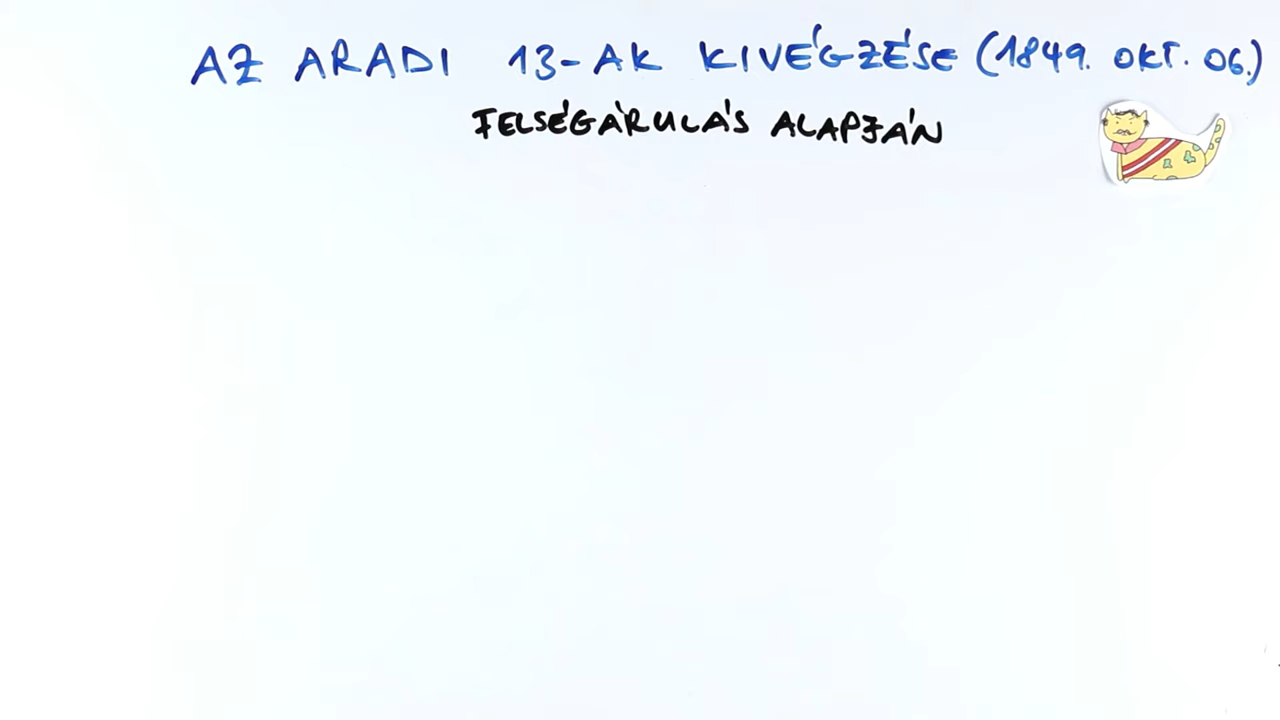 AZ ARADI 13-AK KIVÉGZÉSE (1849. OKT. 06.)
FELSÉGÁRULÁS ALAPJÁN